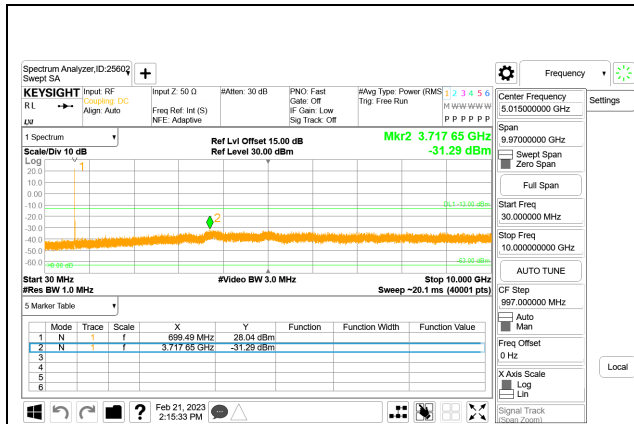 Spectrum Analyzer,ID:25602
Swept SA
+
Frequency
KEYSIGHT
RL
LXI
Input: RF
Coupling: DC
Align: Auto
Input Z: 50 Ω
Freq Ref: Int (S)
NFE: Adaptive
#Atten: 30 dB
PNO: Fast
Gate: Off
IF Gain: Low
Sig Track: Off
#Avg Type: Power (RMS
Trig: Free Run
1 2 3 4 5 6
M W W W W W
P P P P P P
1 Spectrum
Scale/Div 10 dB
Log
Ref Lvl Offset 15.00 dB
Ref Level 30.00 dBm
Mkr2 3.717 65 GHz
-31.29 dBm
1
20.0
10.0
0.00
-10.0
DL1 -13.00 dBm
-20.0
2
-30.0
-40.0
-50.0
-60.0
-63.00 dBm
Start 30 MHz
#Res BW 1.0 MHz
#Video BW 3.0 MHz
Stop 10.000 GHz
Sweep ~20.1 ms (40001 pts)
5 Marker Table
Mode Trace Scale X Y Function Function Width Function Value
1 N 1 f 699.49 MHz 28.04 dBm
2 N 1 f 3.717 65 GHz -31.29 dBm
3
4
5
6
Feb 21, 2023
2:15:33 PM
?
Center Frequency
5.015000000 GHz
Settings
Span
9.97000000 GHz
Swept Span
Zero Span
Full Span
Start Freq
30.000000 MHz
Stop Freq
10.000000000 GHz
AUTO TUNE
CF Step
997.000000 MHz
Auto
Man
Freq Offset
0 Hz
X Axis Scale
Log
Lin
Local
Signal Track
(Span Zoom)